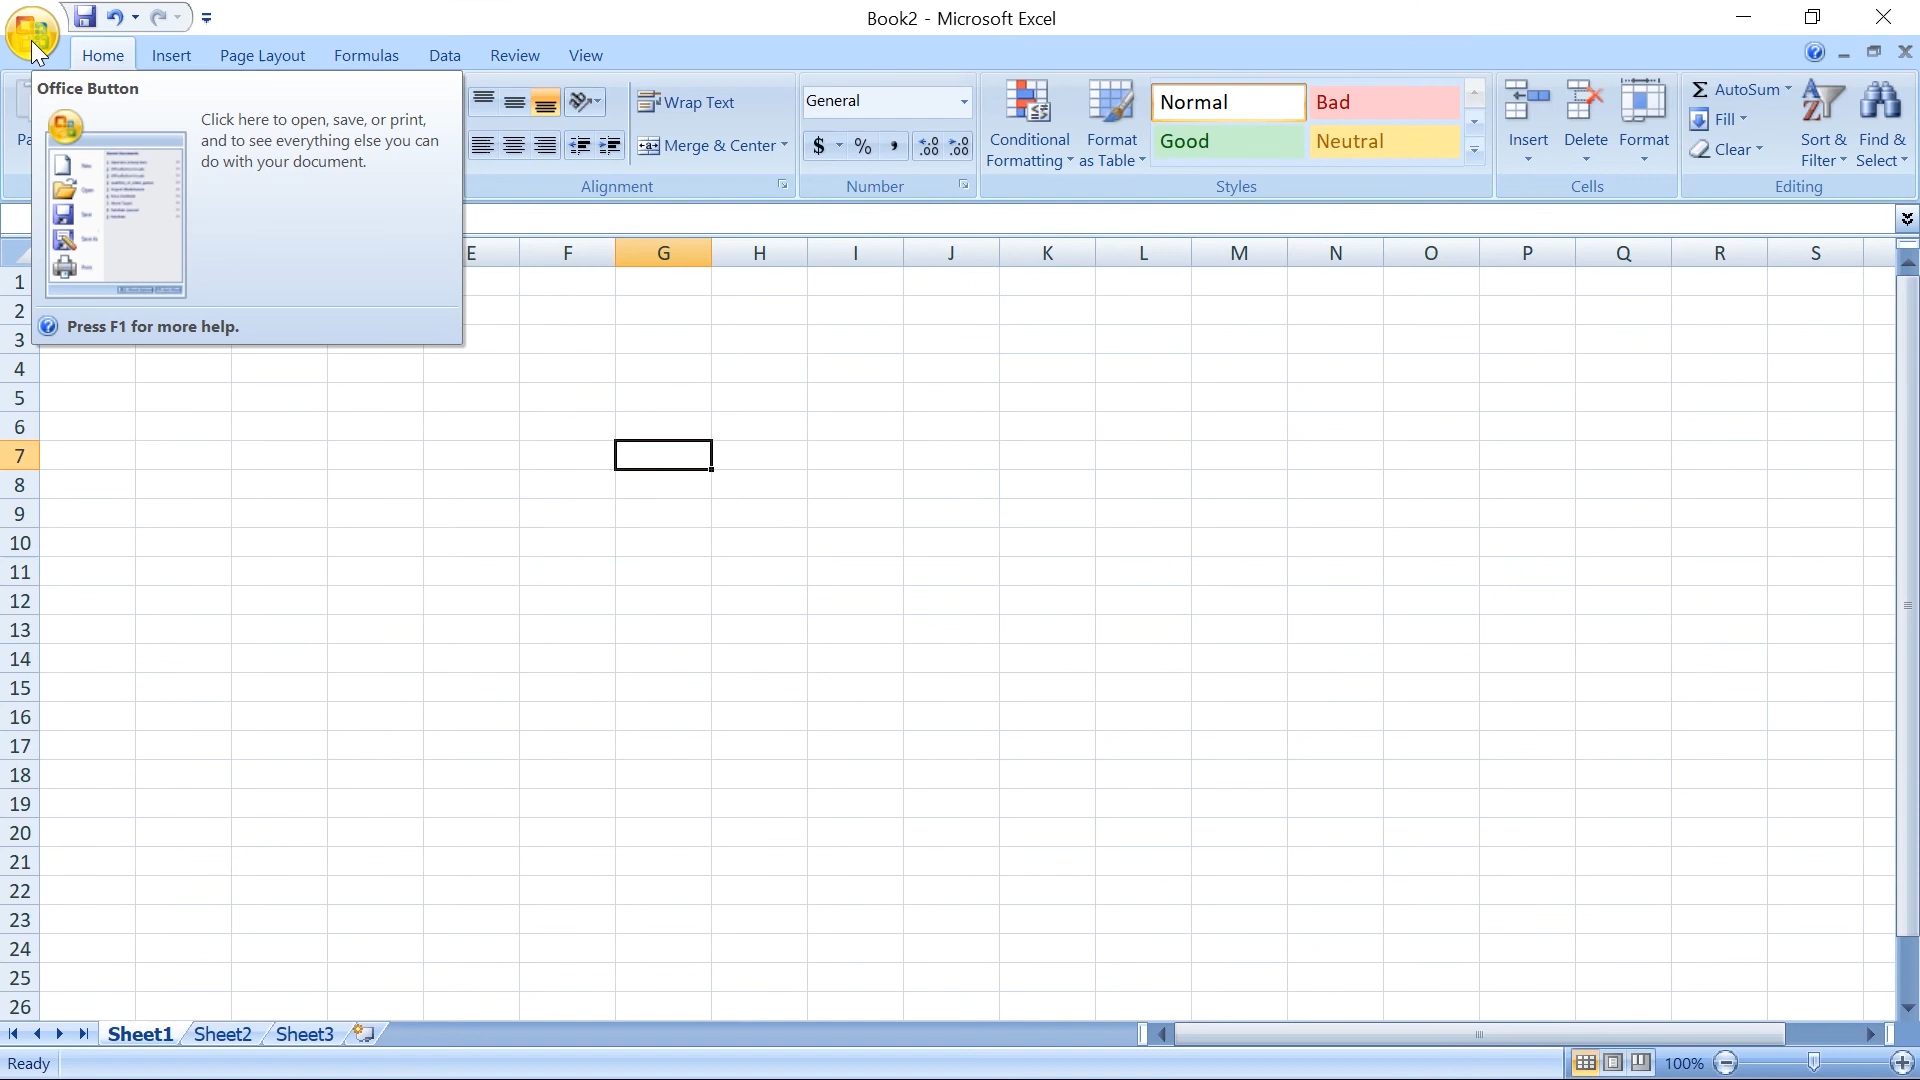 Book2 - Microsoft Excel
Home Insert Page Layout Formulas Data Review View
Office Button
Click here to open, save, or print,
and to see everything else you can
do with your document.
Press F1 for more help.
Wrap Text
Merge & Center
Alignment
General
$ % ,
Number
Conditional
Formatting
Format
as Table
Normal Bad
Good Neutral
Styles
Insert Delete Format
Cells
Σ AutoSum
Fill
Clear
Sort &
Filter
Find &
Select
Editing
E F G H I J K L M N O P Q R S
1
2
3
4
5
6
7
8
9
10
11
12
13
14
15
16
17
18
19
20
21
22
23
24
25
26
Sheet1 Sheet2 Sheet3
Ready 100%